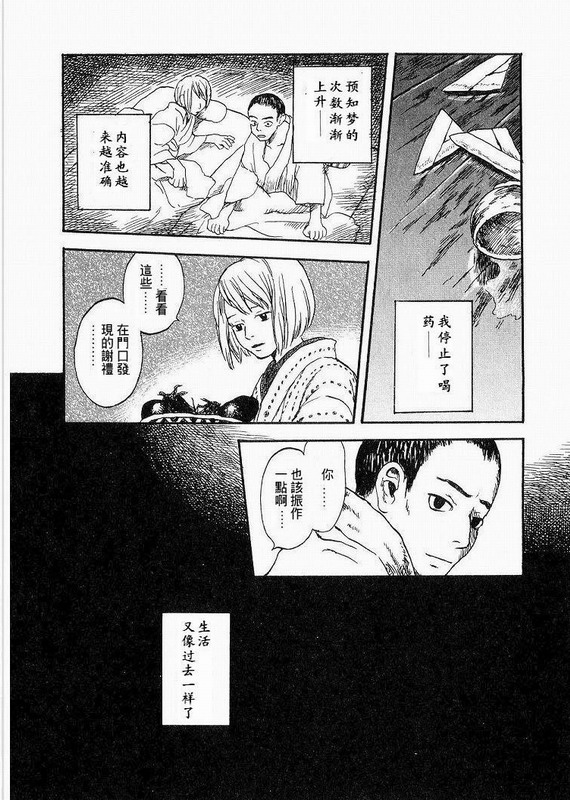 我停止了喝
药——
预知梦的
次数渐渐
上升——
内容也越
来越准确
……看看
這些……
在門口發
現的謝禮
………
你……
也該振作
一點啊……
生活
又像过去一样了